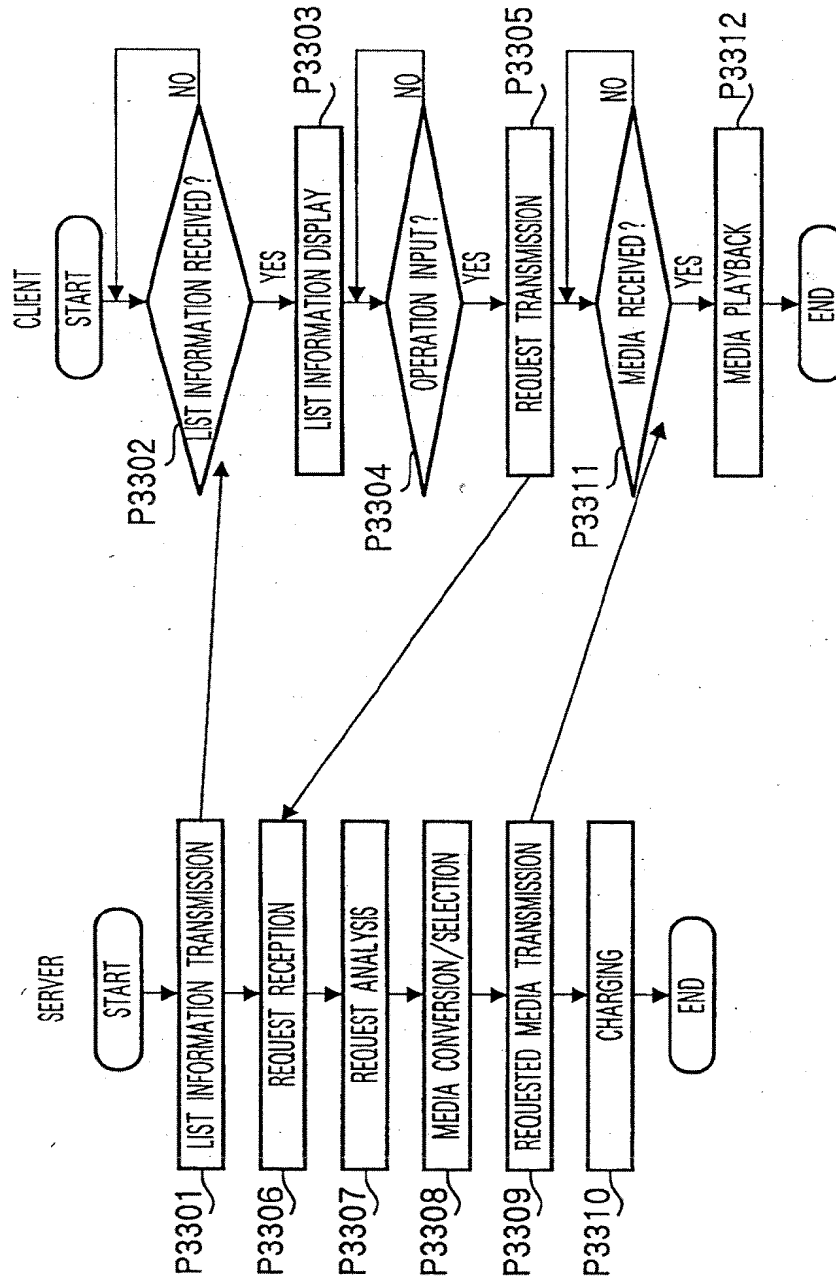 SERVER
START
P3301
LIST INFORMATION TRANSMISSION
P3306
REQUEST RECEPTION
P3307
REQUEST ANALYSIS
P3308
MEDIA CONVERSION/SELECTION
P3309
REQUESTED MEDIA TRANSMISSION
P3310
CHARGING
END
CLIENT
START
P3302
LIST INFORMATION RECEIVED?
NO
YES
P3303
LIST INFORMATION DISPLAY
P3304
OPERATION INPUT?
NO
YES
P3305
REQUEST TRANSMISSION
P3311
MEDIA RECEIVED?
NO
YES
P3312
MEDIA PLAYBACK
END